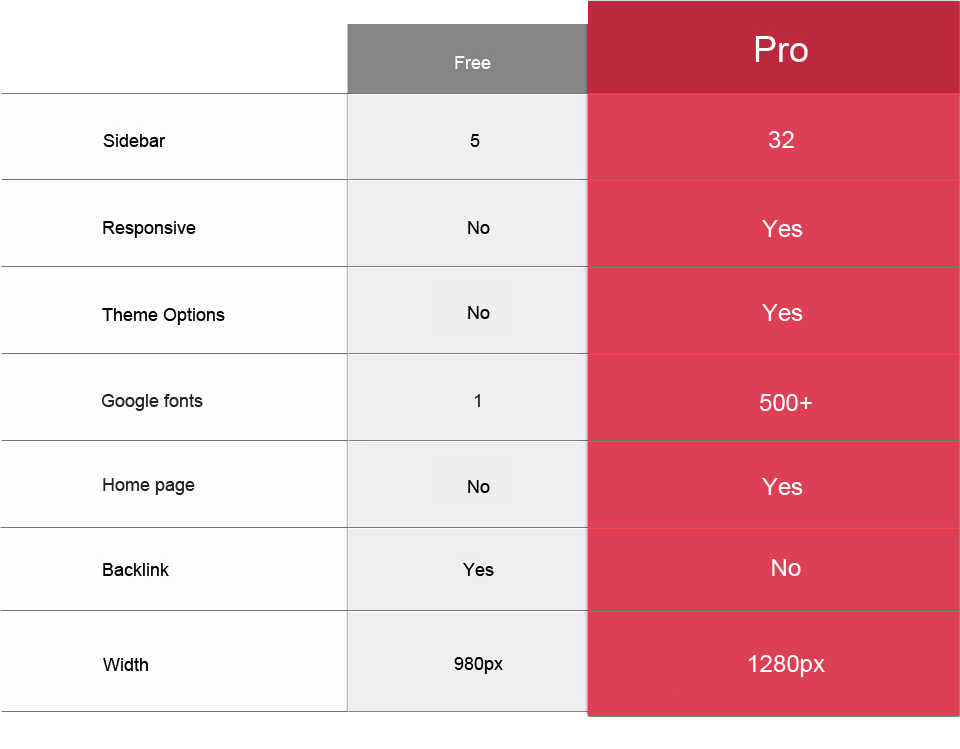 Free Pro
Sidebar 5 32
Responsive No Yes
Theme Options No Yes
Google fonts 1 500+
Home page No Yes
Backlink Yes No
Width 980px 1280px